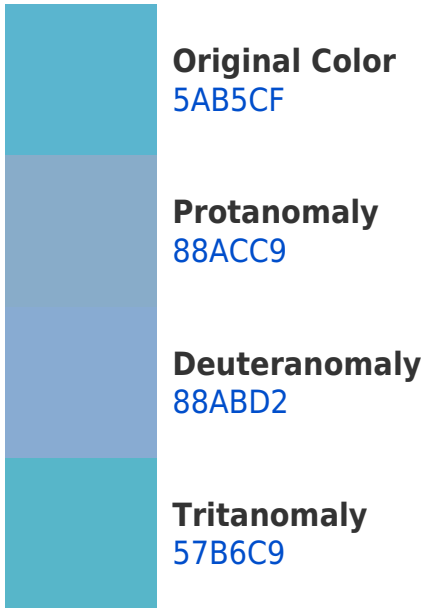 Original Color
5AB5CF
Protanomaly
88ACC9
Deuteranomaly
88ABD2
Tritanomaly
57B6C9